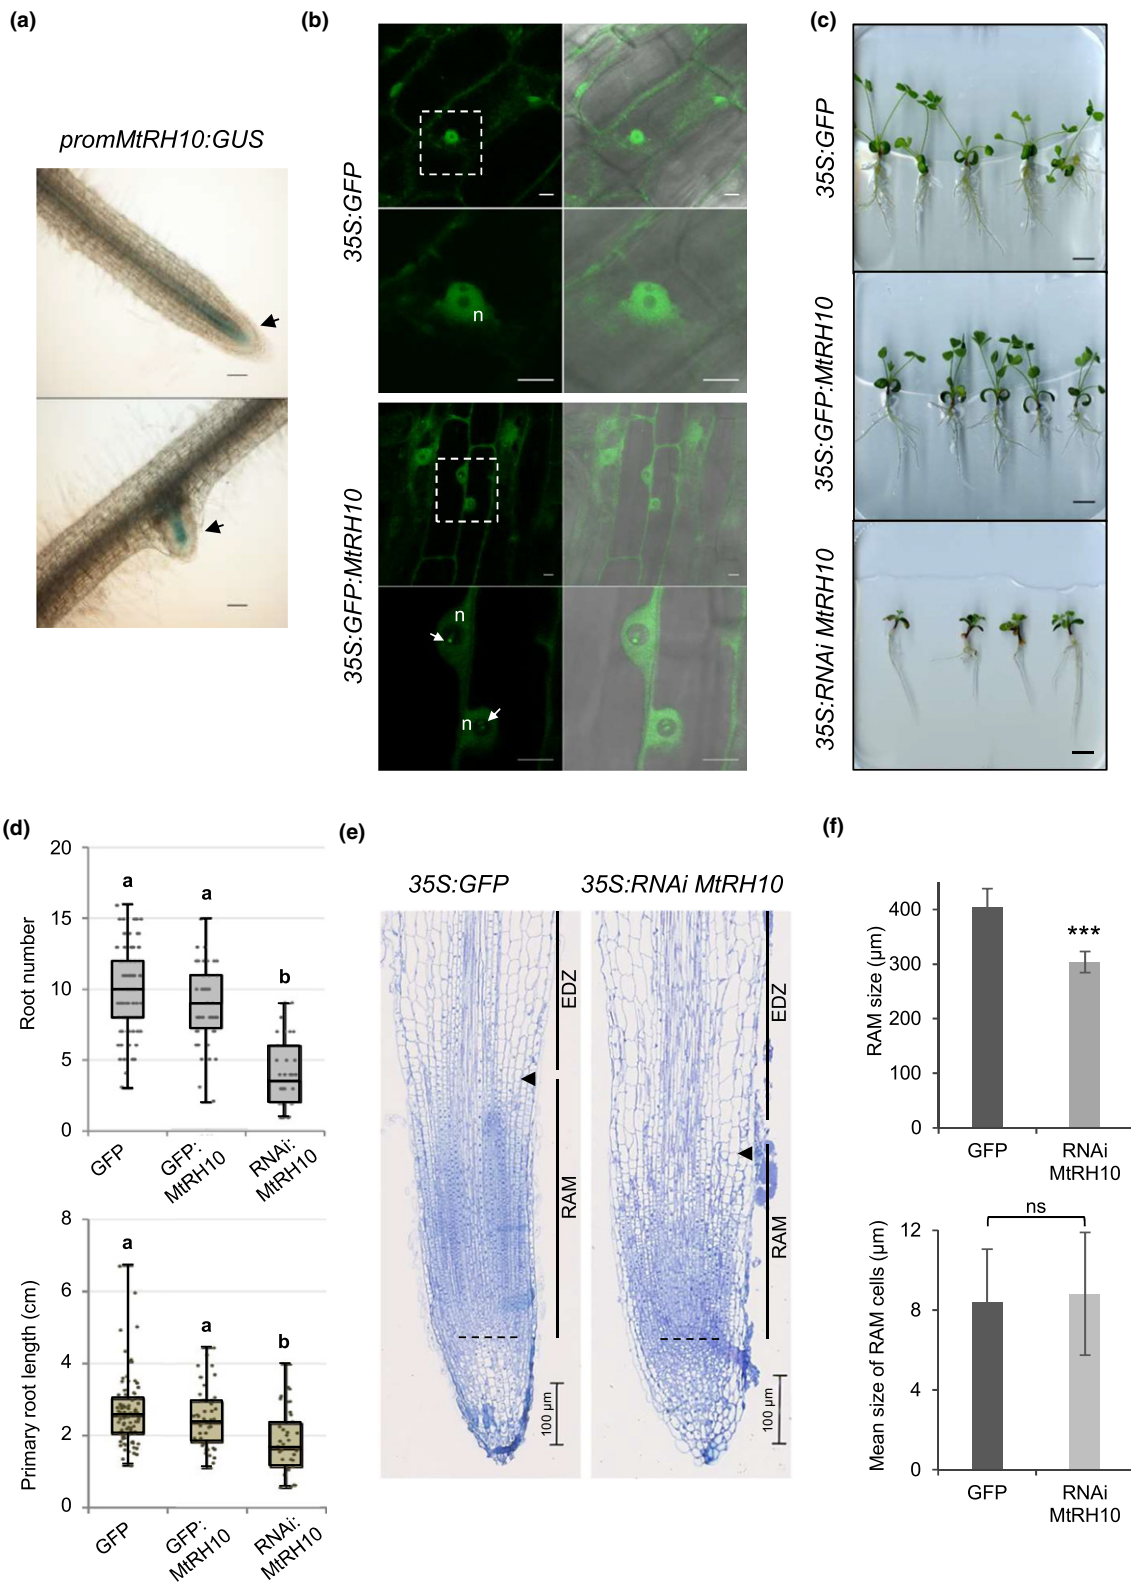 (a)
promMtRH10:GUS
(b)
35S:GFP
n
35S:GFP:MtRH10
n
n
(c)
35S:GFP
35S:GFP:MtRH10
35S:RNAi MtRH10
(d)
Root number
20
15
10
5
0
a
a
b
GFP
GFP:
MtRH10
RNAi:
MtRH10
Primary root length (cm)
8
6
4
2
0
a
a
b
GFP
GFP:
MtRH10
RNAi:
MtRH10
(e)
35S:GFP
35S:RNAi MtRH10
EDZ
RAM
100 µm
EDZ
RAM
100 µm
(f)
RAM size (µm)
400
300
200
100
0
***
GFP
RNAi
MtRH10
Mean size of RAM cells (µm)
12
8
4
0
ns
GFP
RNAi
MtRH10